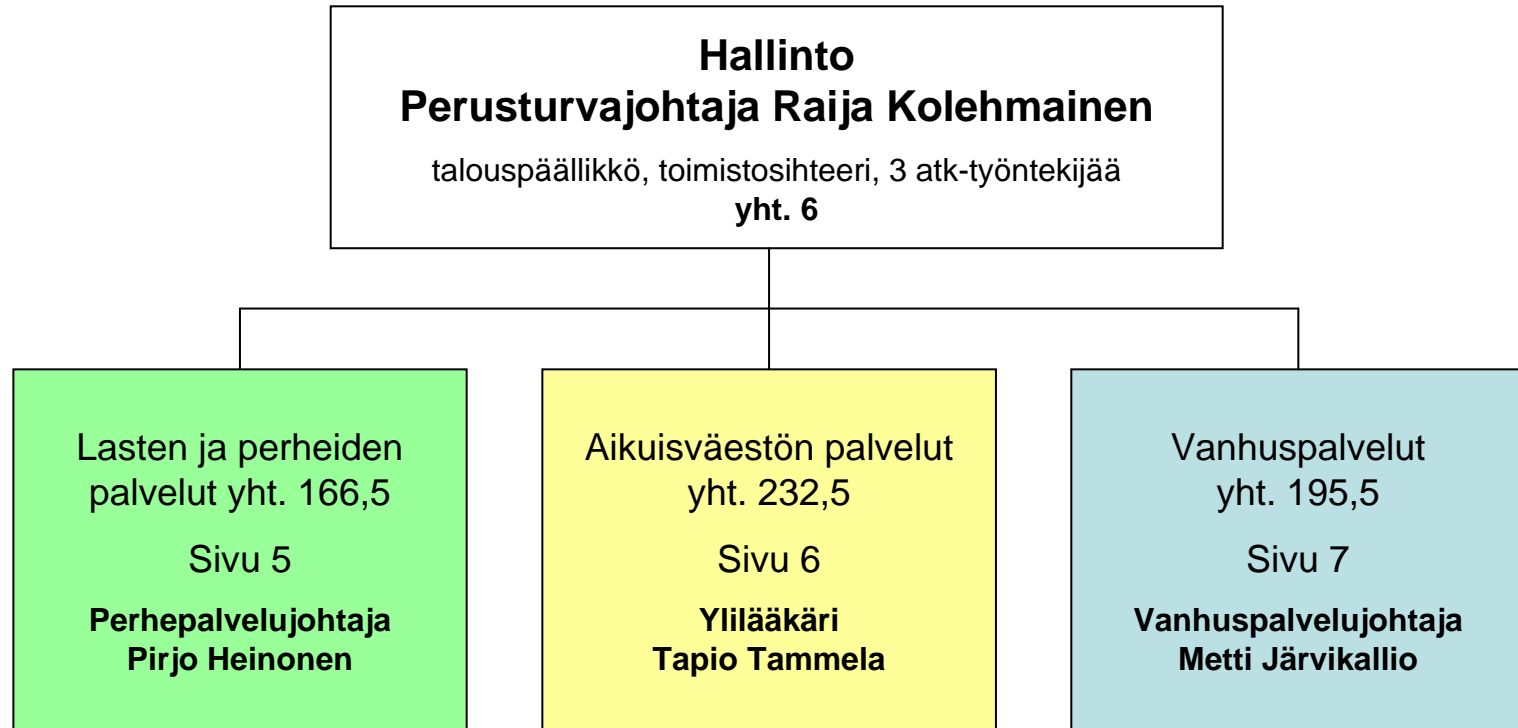 Hallinto
Perusturvajohtaja Raija Kolehmainen
talouspäällikkö, toimistosihteeri, 3 atk-työntekijää
yht. 6
Lasten ja perheiden
palvelut yht. 166,5
Sivu 5
Perhepalvelujohtaja
Pirjo Heinonen
Aikuisväestön palvelut
yht. 232,5
Sivu 6
Ylilääkäri
Tapio Tammela
Vanhuspalvelut
yht. 195,5
Sivu 7
Vanhuspalvelujohtaja
Metti Järvikallio